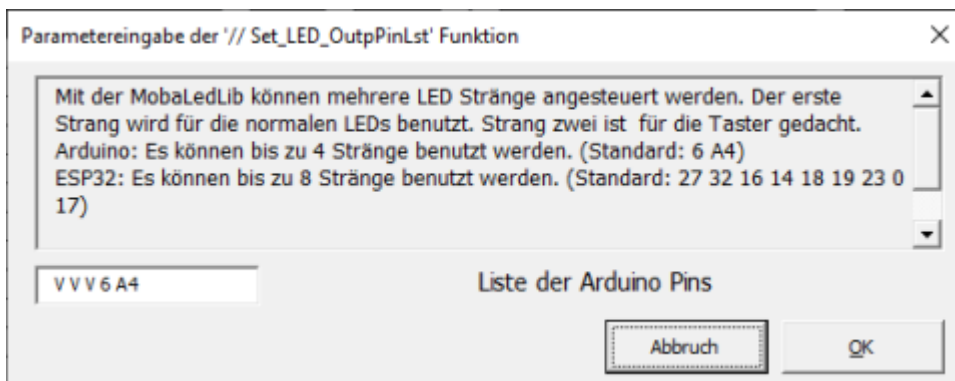 Parametereingabe der '// Set_LED_OutpPinLst' Funktion
Mit der MobaLedLib können mehrere LED Stränge angesteuert werden. Der erste
Strang wird für die normalen LEDs benutzt. Strang zwei ist für die Taster gedacht.
Arduino: Es können bis zu 4 Stränge benutzt werden. (Standard: 6 A4)
ESP32: Es können bis zu 8 Stränge benutzt werden. (Standard: 27 32 16 14 18 19 23 0
17)
V V V 6 A4
Liste der Arduino Pins
Abbruch
OK